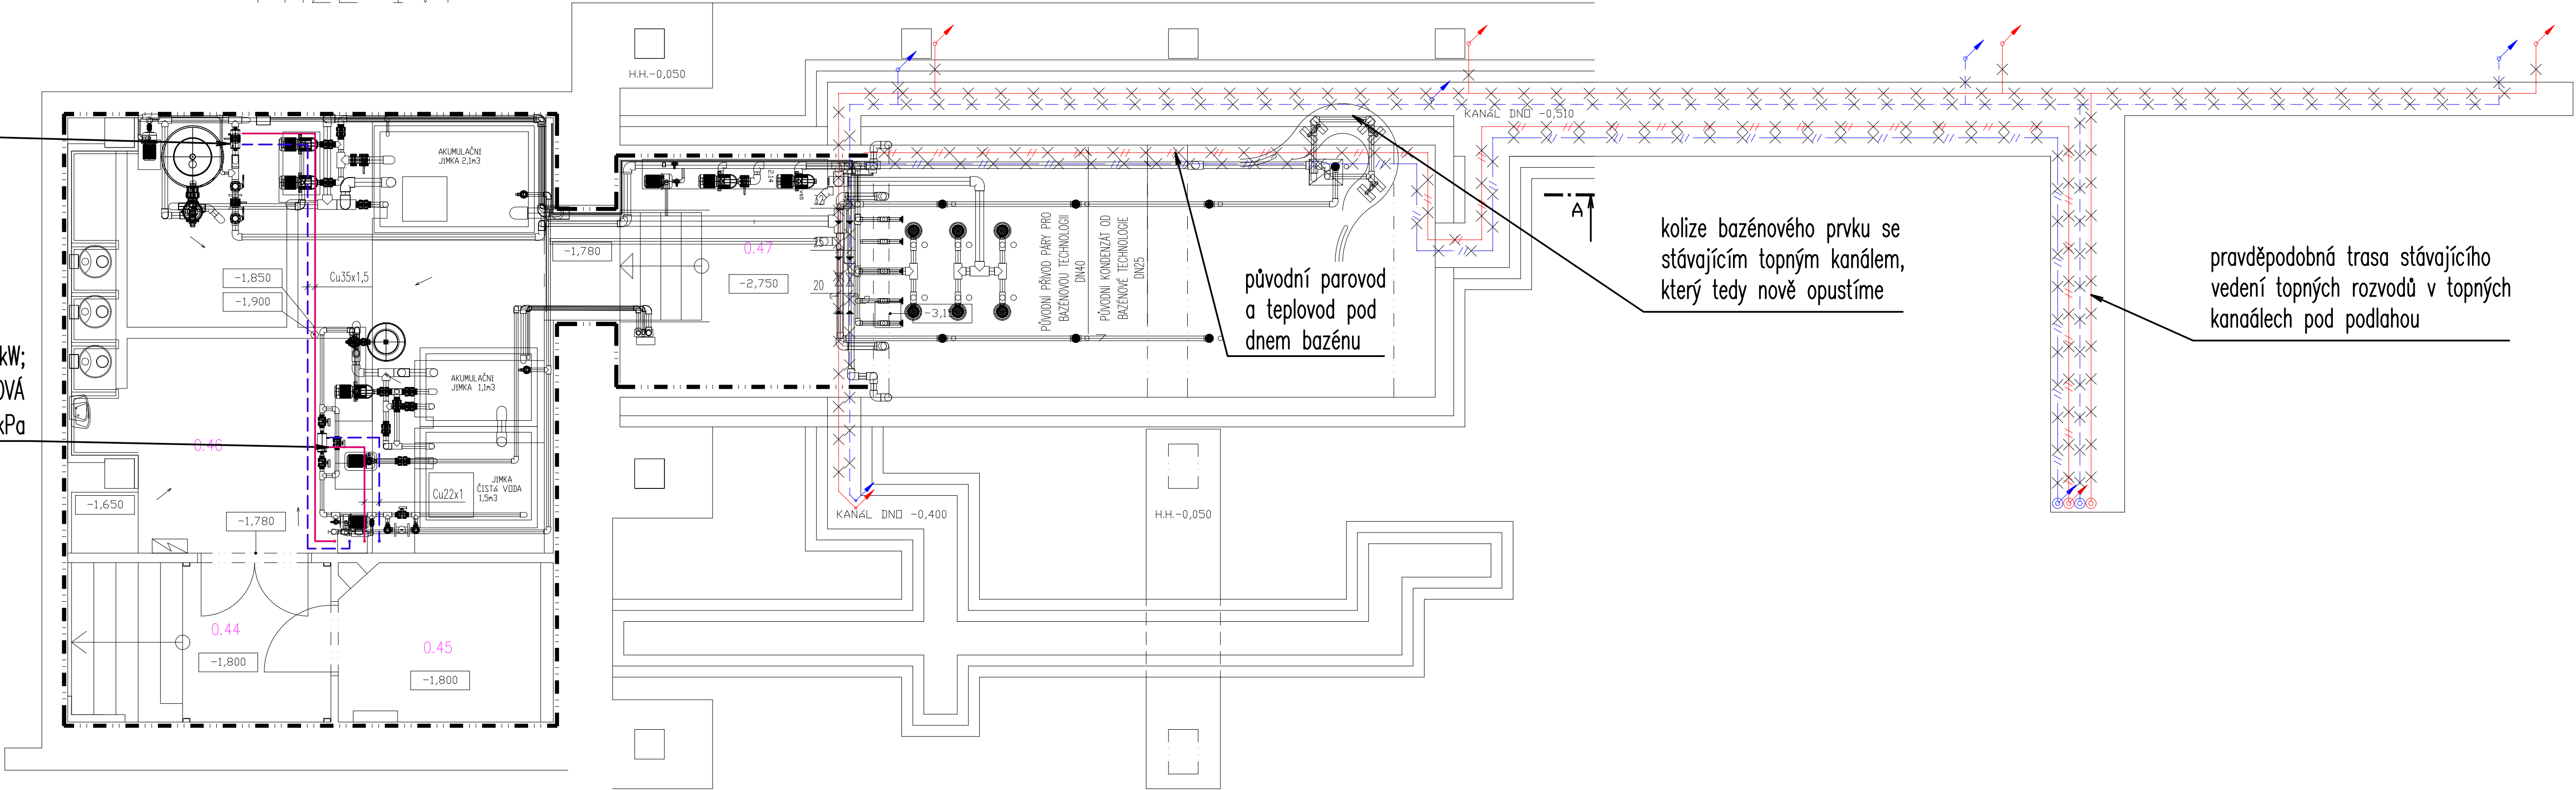 H.H.-0,050
KANÁL DNO -0,510
AKUMULAČNÍ
JÍMKA 2,1m3
A
kolize bazénového prvku se
stávajícím topným kanálem,
který tedy nově opustíme
pravděpodobná trasa stávajícího
vedení topných rozvodů v topných
kanaálech pod podlahou
původní parovod
a teplovod pod
dnem bazénu
PŮVODNÍ PŘÍVOD PÁRY PRO
BAZÉNOVOU TECHNOLOGII
DN40
PŮVODNÍ KONDENZÁT OD
BAZÉNOVÉ TECHNOLOGIE
DN25
32
25
20
0.47
-1,780
-2,750
-1,850
-1,900
Cu35x1,5
kW;
OVÁ
kPa
AKUMULAČNÍ
JÍMKA 1,1m3
0.46
JÍMKA
ČISTÁ VODA
1,5m3
Cu22x1
-1,650
-1,780
KANÁL DNO -0,400
H.H.-0,050
0.44
-1,800
0.45
-1,800